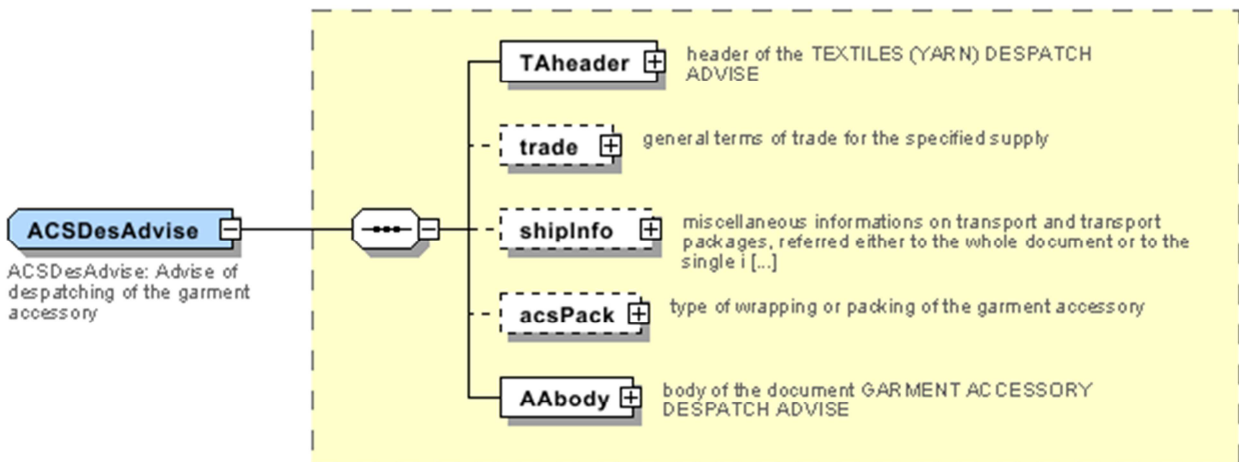 TAheader
header of the TEXTILES (YARN) DESPATCH
ADVISE
trade
general terms of trade for the specified supply
ACSDesAdvise
ACSDesAdvise: Advise of
despatching of the garment
accessory
shipInfo
miscellaneous informations on transport and transport
packages, referred either to the whole document or to the
single i [...]
acsPack
type of wrapping or packing of the garment accessory
AAbody
body of the document GARMENT ACCESSORY
DESPATCH ADVISE